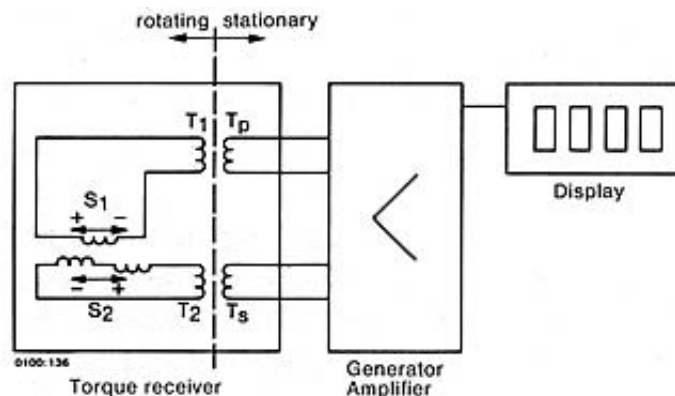 rotating stationary
T1 Tp
S1
+ -
- +
S2
T2 Ts
Display
0100:136
Torque receiver
Generator
Amplifier